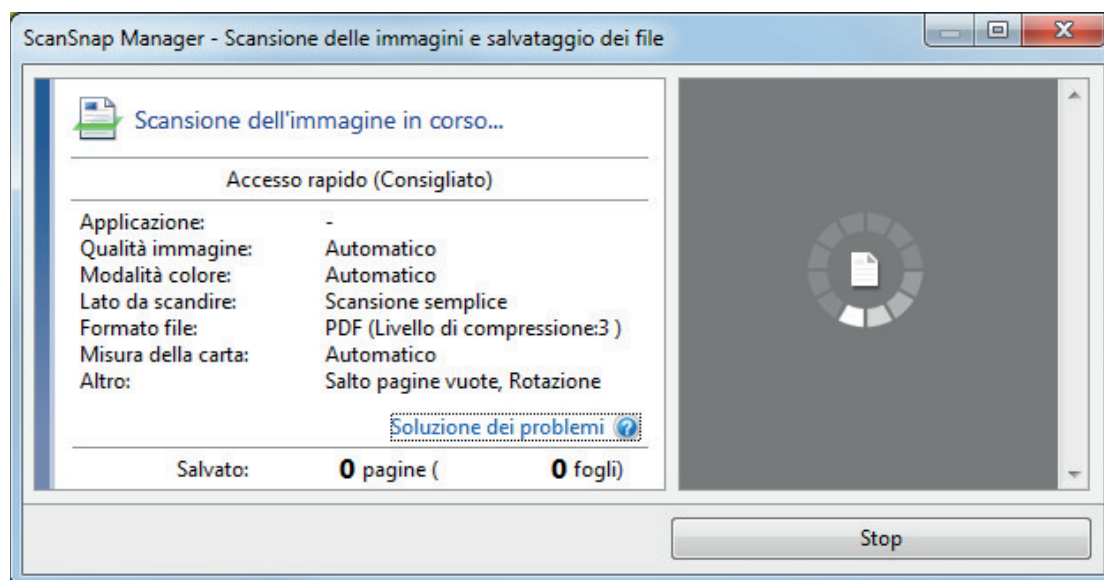 ScanSnap Manager - Scansione delle immagini e salvataggio dei file
Scansione dell'immagine in corso...
Accesso rapido (Consigliato)
Applicazione: -
Qualità immagine: Automatico
Modalità colore: Automatico
Lato da scandire: Scansione semplice
Formato file: PDF (Livello di compressione:3 )
Misura della carta: Automatico
Altro: Salto pagine vuote, Rotazione
Soluzione dei problemi
Salvato: 0 pagine ( 0 fogli)
Stop